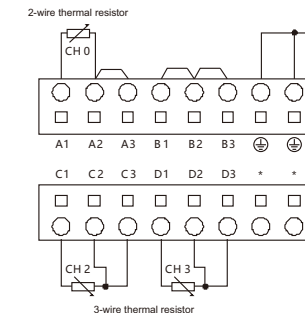 2-wire thermal resistor
CH 0
A1 A2 A3 B1 B2 B3
C1 C2 C3 D1 D2 D3 * *
CH 2 CH 3
3-wire thermal resistor